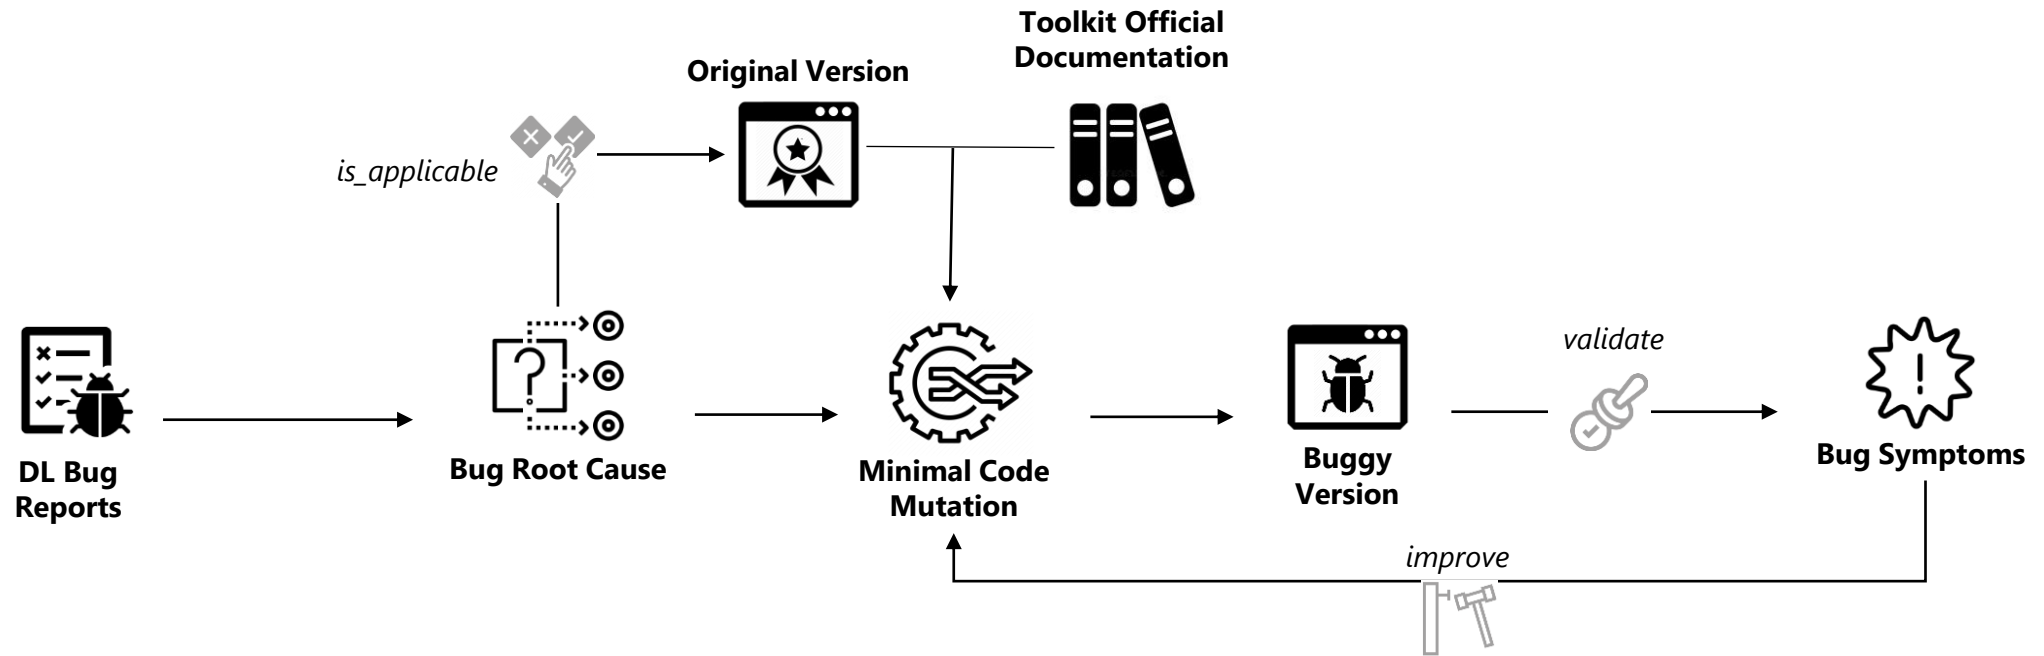 Toolkit Official
Documentation
Original Version
is_applicable
validate
DL Bug
Reports
Bug Root Cause
Minimal Code
Mutation
Buggy
Version
Bug Symptoms
improve